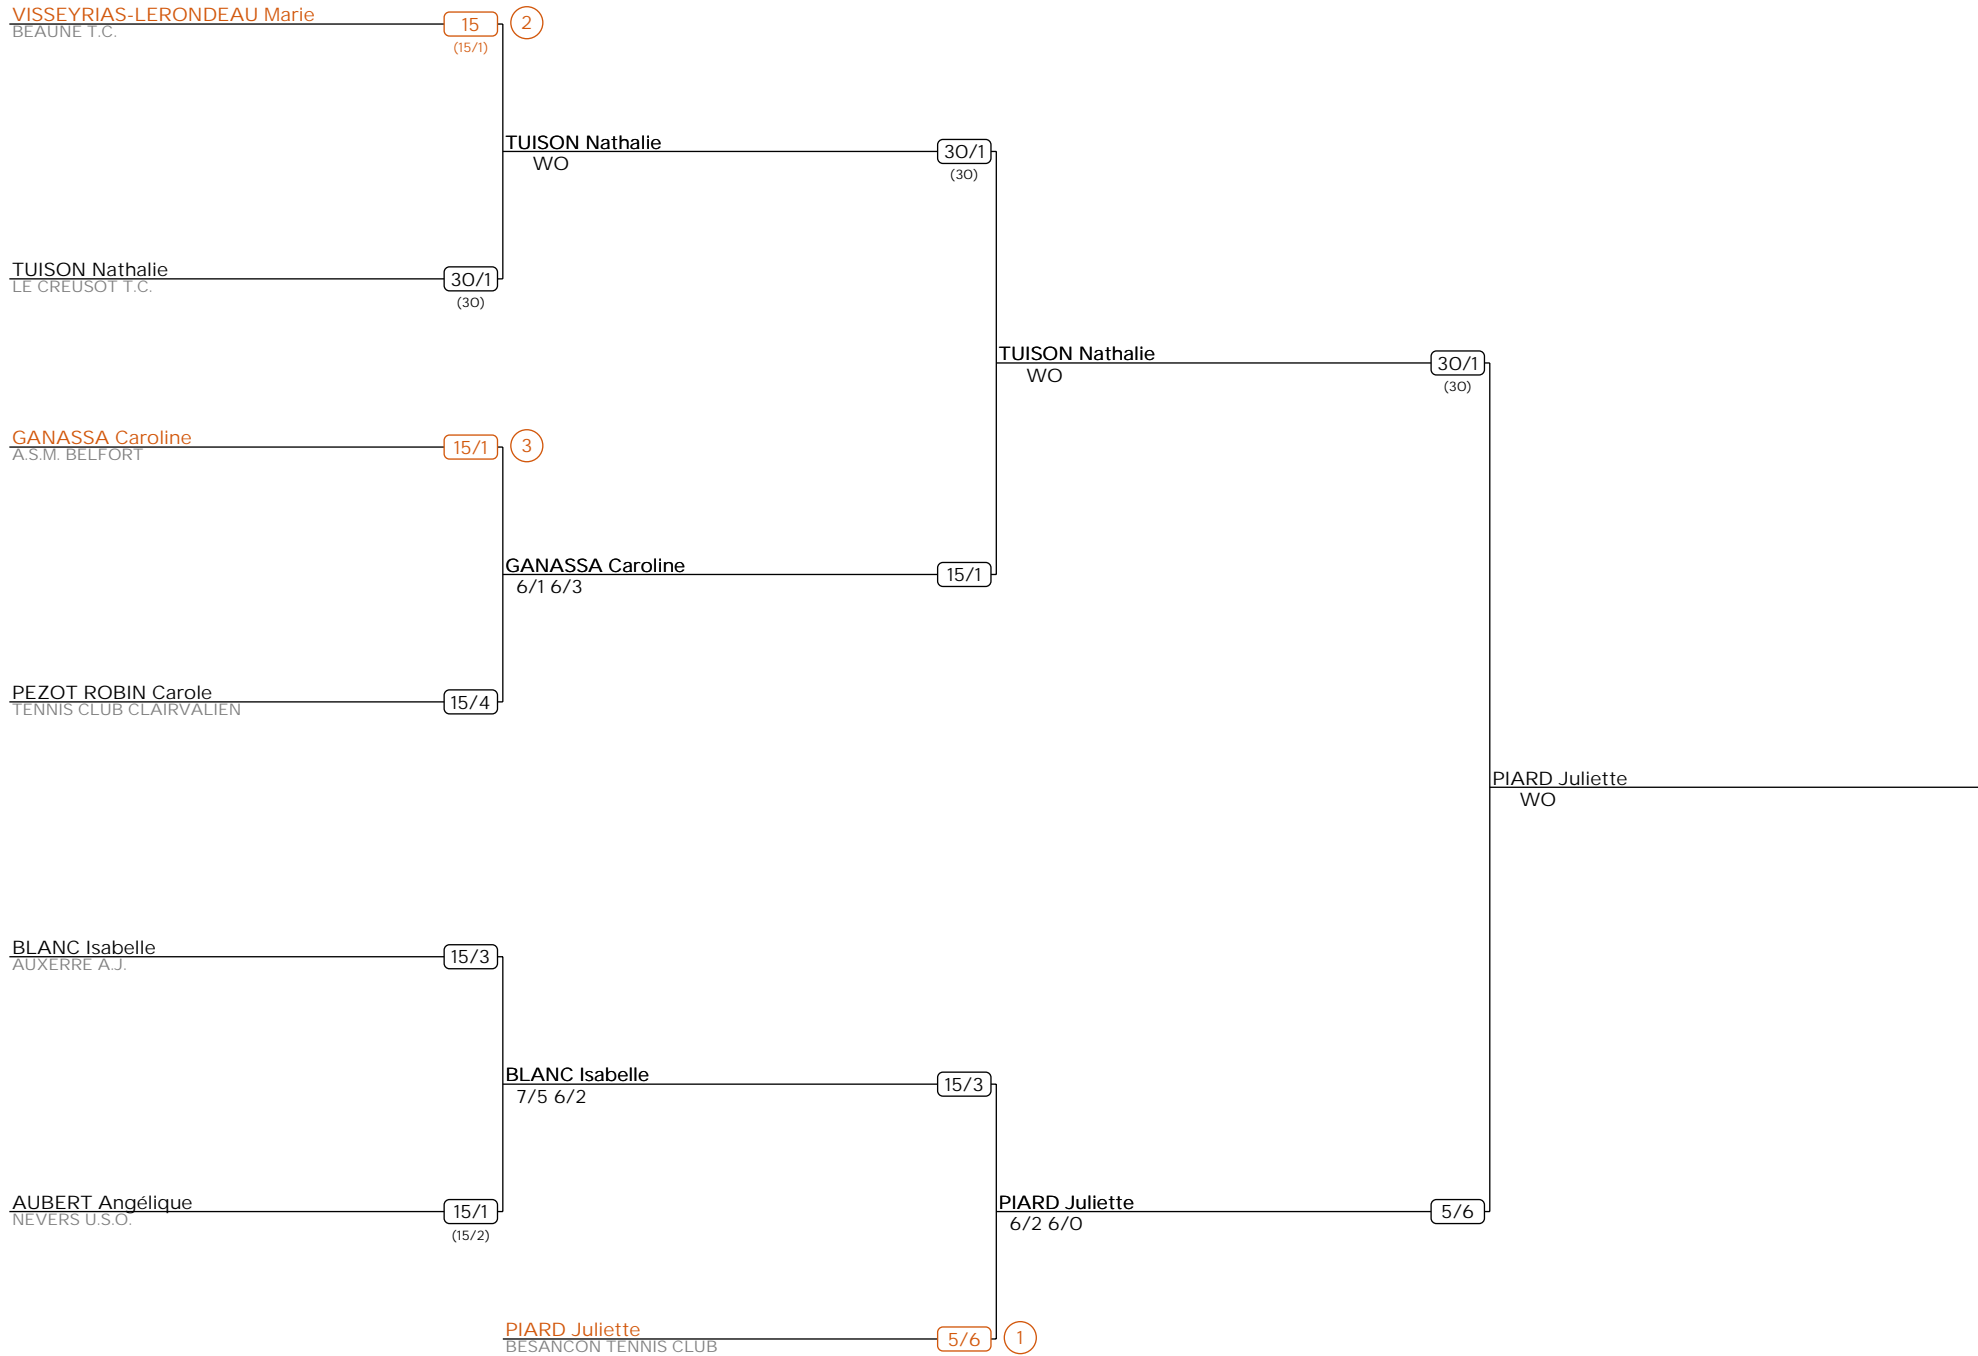 VISSEYRIAS-LERONDEAU Marie
BEAUNE T.C.
15
(15/1)
2
TUISON Nathalie
WO
30/1
(30)
TUISON Nathalie
LE CREUSOT T.C.
30/1
(30)
TUISON Nathalie
WO
30/1
(30)
GANASSA Caroline
A.S.M. BELFORT
15/1
3
GANASSA Caroline
6/1 6/3
15/1
PEZOT ROBIN Carole
TENNIS CLUB CLAIRVALIEN
15/4
PIARD Juliette
WO
BLANC Isabelle
AUXERRE A.J.
15/3
BLANC Isabelle
7/5 6/2
15/3
AUBERT Angélique
NEVERS U.S.O.
15/1
(15/2)
PIARD Juliette
6/2 6/0
5/6
PIARD Juliette
BESANCON TENNIS CLUB
5/6
1